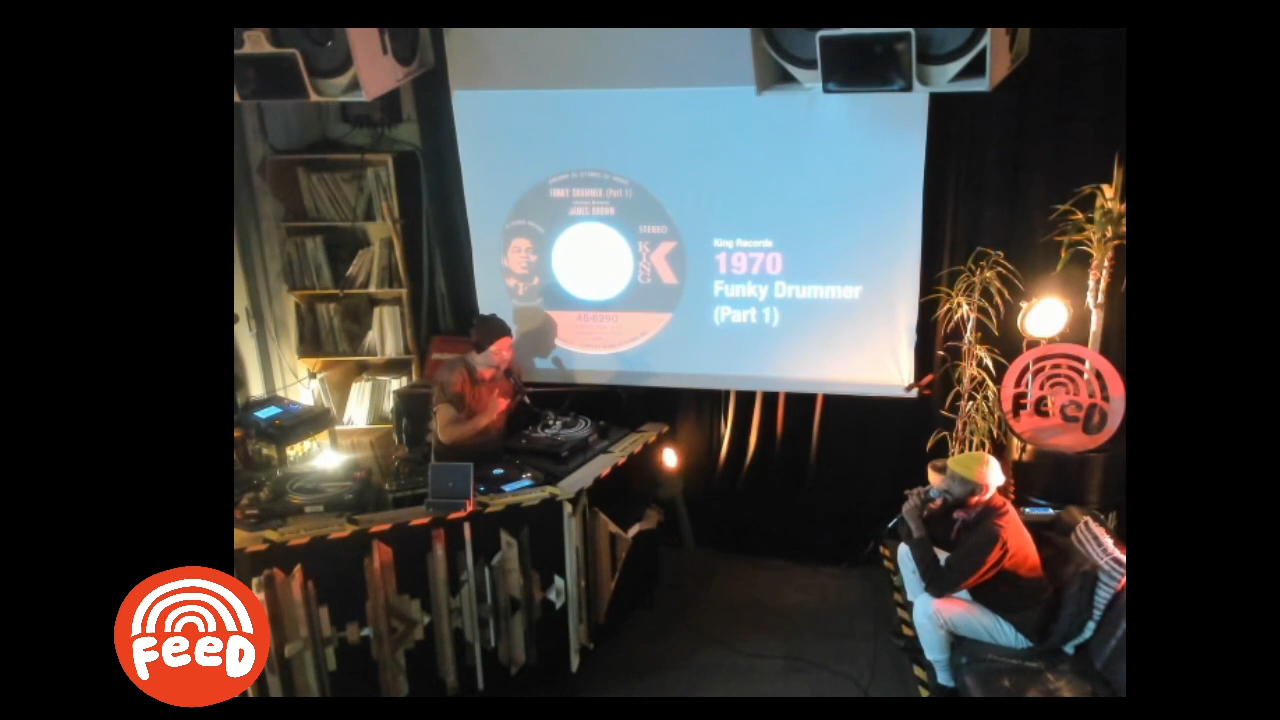 FUNKY DRUMMER (Part 1)
JAMES BROWN
STEREO
KING
K
45-6290
King Records
1970
Funky Drummer
(Part 1)
FeeD
FeeD